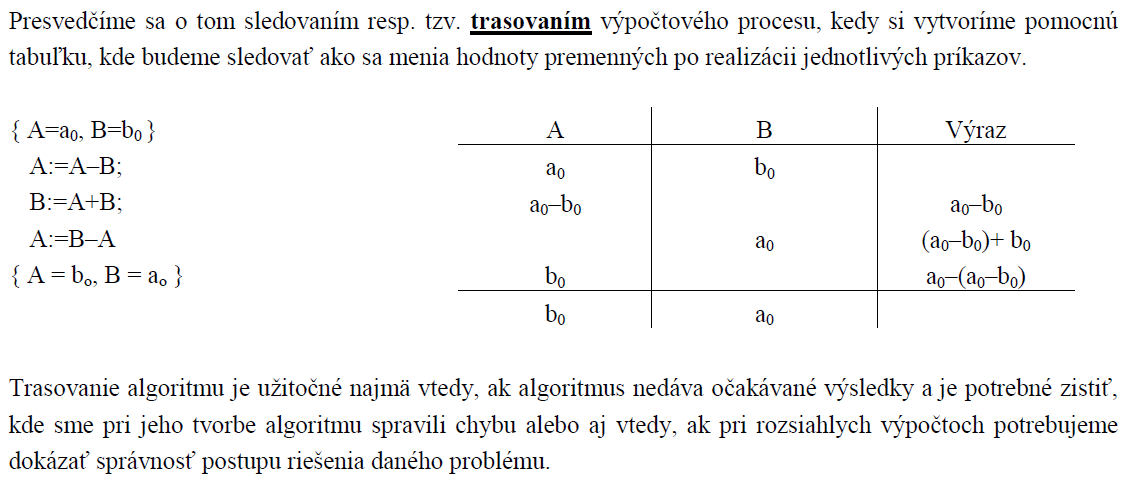 Presvedčíme sa o tom sledovaním resp. tzv. trasovaním výpočtového procesu, kedy si vytvoríme pomocnú
tabuľku, kde budeme sledovať ako sa menia hodnoty premenných po realizácii jednotlivých príkazov.
{ A=a₀, B=b₀ } A B Výraz
A:=A–B; a₀ b₀
B:=A+B; a₀–b₀ a₀–b₀
A:=B–A a₀ (a₀–b₀)+ b₀
{ A = bₒ, B = aₒ } b₀ a₀–(a₀–b₀)
b₀ a₀
Trasovanie algoritmu je užitočné najmä vtedy, ak algoritmus nedáva očakávané výsledky a je potrebné zistiť,
kde sme pri jeho tvorbe algoritmu spravili chybu alebo aj vtedy, ak pri rozsiahlych výpočtoch potrebujeme
dokázať správnosť postupu riešenia daného problému.